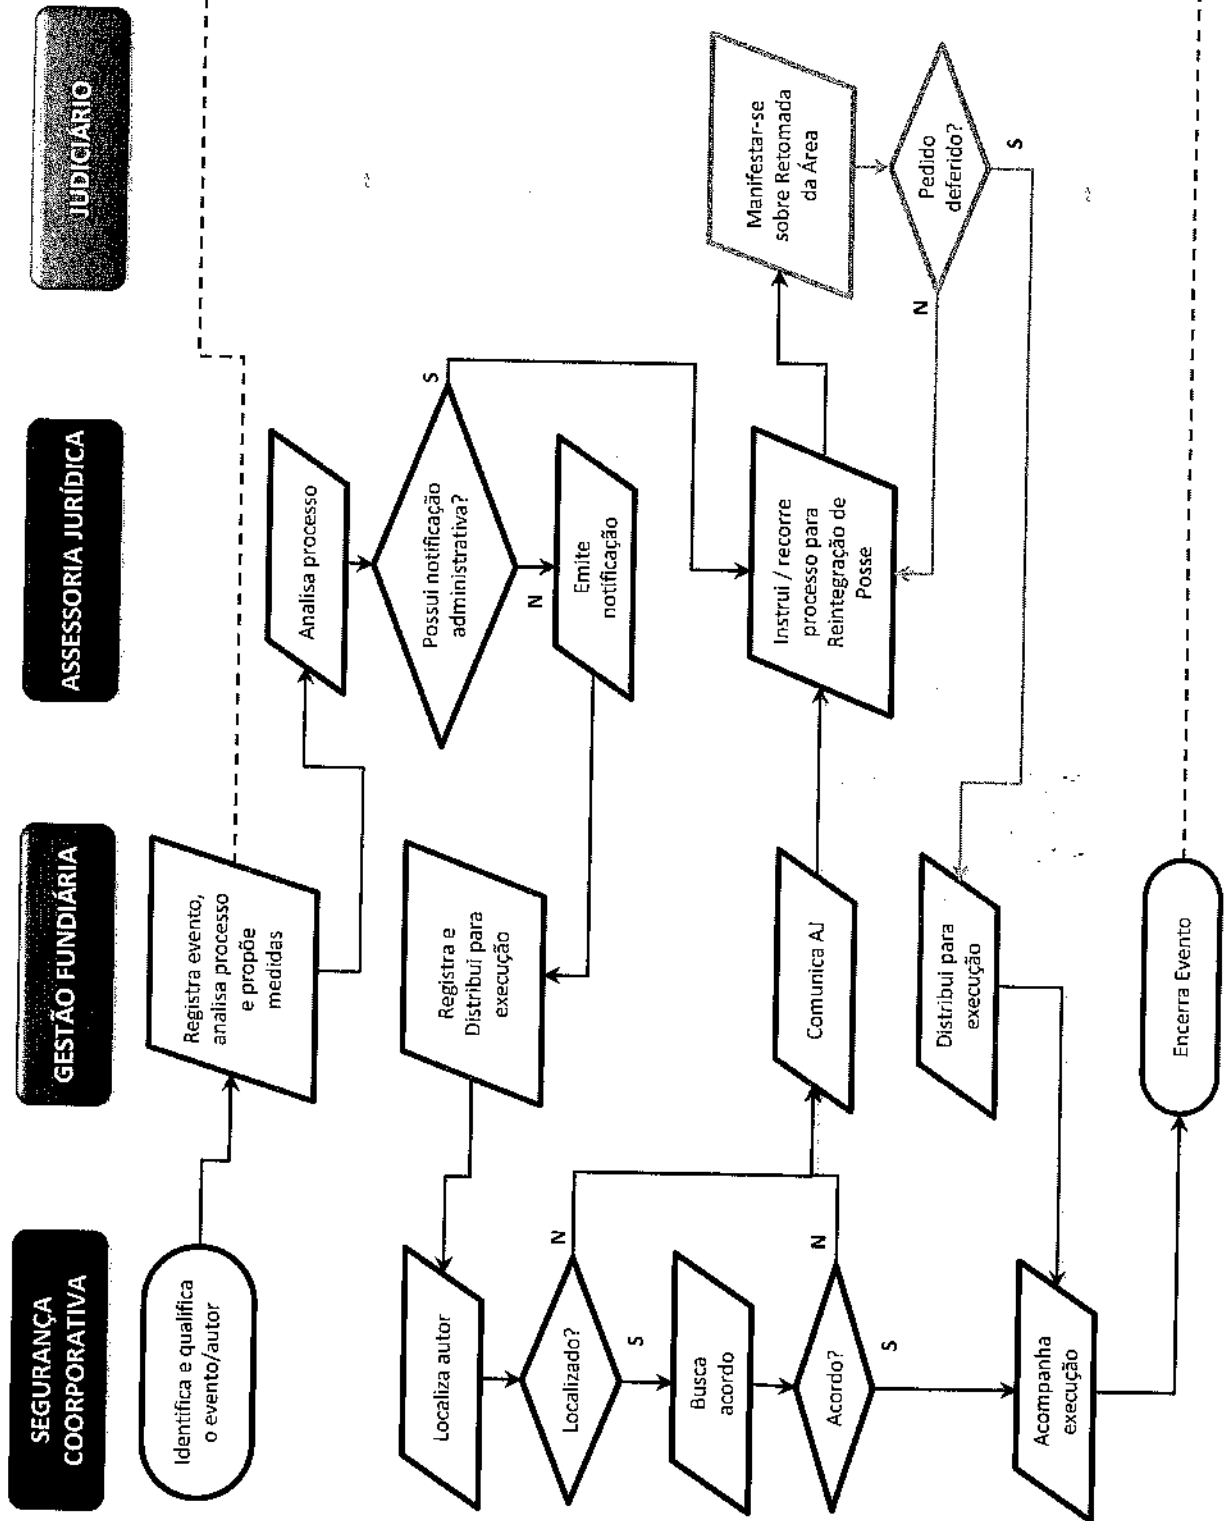 SEGURANÇA
COORPORATIVA
GESTÃO FUNDIÁRIA
ASSESSORIA JURÍDICA
JUDICIÁRIO
Identifica e qualifica
o evento/autor
Registra evento,
analisa processo
e propõe
medidas
Analisa processo
Possui notificação
administrativa?
S
N
Emite
notificação
Registra e
Distribuí para
execução
Localiza autor
Localizado?
N
S
Busca
acordo
Acordo?
N
S
Comunica AJ
Instrui / recorre
processo para
Reintegração de
Posse
Manifestar-se
sobre Retomada
da Área
Pedido
deferido?
N
S
Distribui para
execução
Acompanha
execução
Encerra Evento